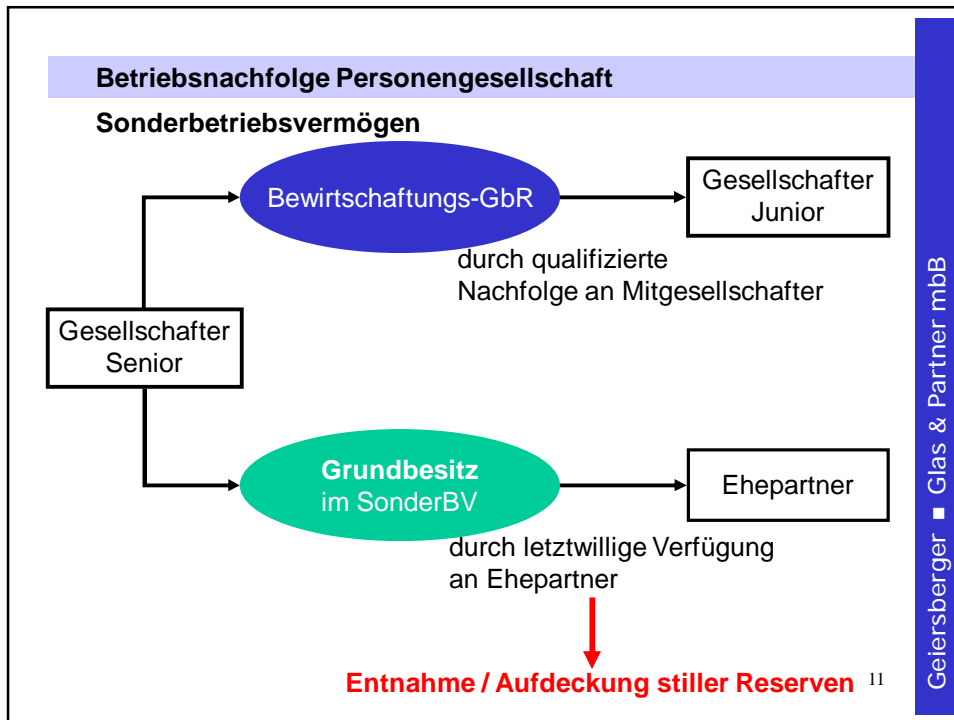 Betriebsnachfolge Personengesellschaft
Sonderbetriebsvermögen
Bewirtschaftungs-GbR
Gesellschafter
Junior
durch qualifizierte
Nachfolge an Mitgesellschafter
Gesellschafter
Senior
Grundbesitz
im SonderBV
Ehepartner
durch letztwillige Verfügung
an Ehepartner
Entnahme / Aufdeckung stiller Reserven
11
Geiersberger ■ Glas & Partner mbB